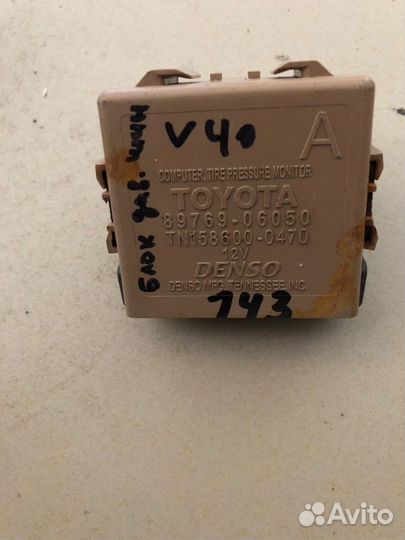 V40
A
COMPUTER, TIRE PRESSURE MONITOR
TOYOTA
89769-06050
TN158600-0470
12V
DENSO
DENSO MFG. TENNESSEE, INC.
143
Блок дав. шин
Avito